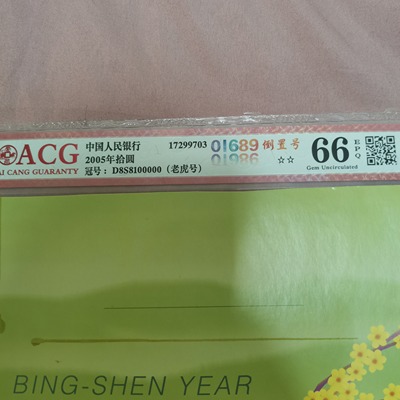 ACG
AI CANG GUARANTY
中国人民银行
2005年拾圆
冠号: D8S8100000 (老虎号)
17299703
01689 倒置号
01986
☆☆
66 EPQ
Gem Uncirculated
BING-SHEN YEAR